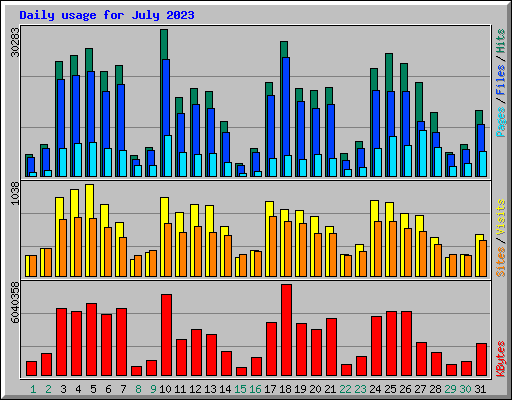 Daily usage for July 2023
30283
Pages / Files / Hits
1038
Sites / Visits
6040358
KBytes
1 2 3 4 5 6 7 8 9 10 11 12 13 14 15 16 17 18 19 20 21 22 23 24 25 26 27 28 29 30 31